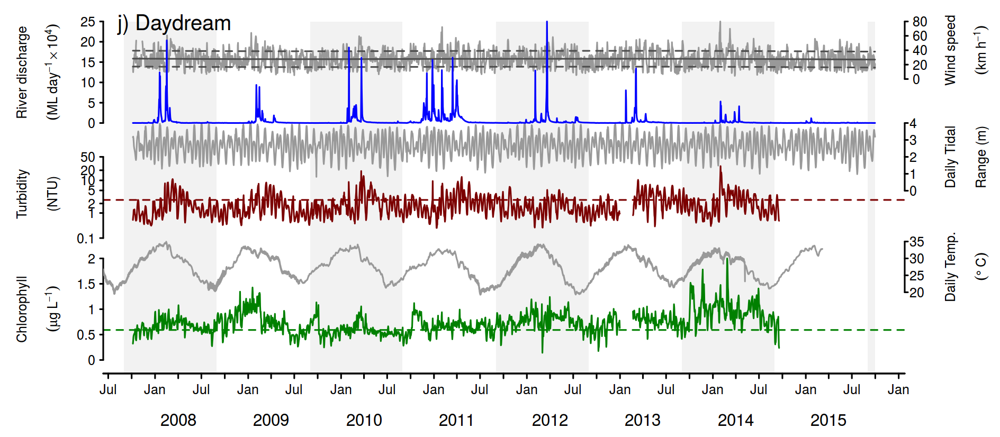 j) Daydream
River discharge
(ML day⁻¹ × 10⁴)
25
20
15
10
5
0
Wind speed
(km h⁻¹)
80
60
40
20
0
Daily Tidal
Range (m)
4
3
2
1
0
Turbidity
(NTU)
50
20
10
5
2
1
0.1
Daily Temp.
(° C)
35
30
25
20
Chlorophyll
(µg L⁻¹)
2
1.5
1
0.5
0
Jul Jan Jul Jan Jul Jan Jul Jan Jul Jan Jul Jan Jul Jan Jul Jan Jul Jan
2008 2009 2010 2011 2012 2013 2014 2015